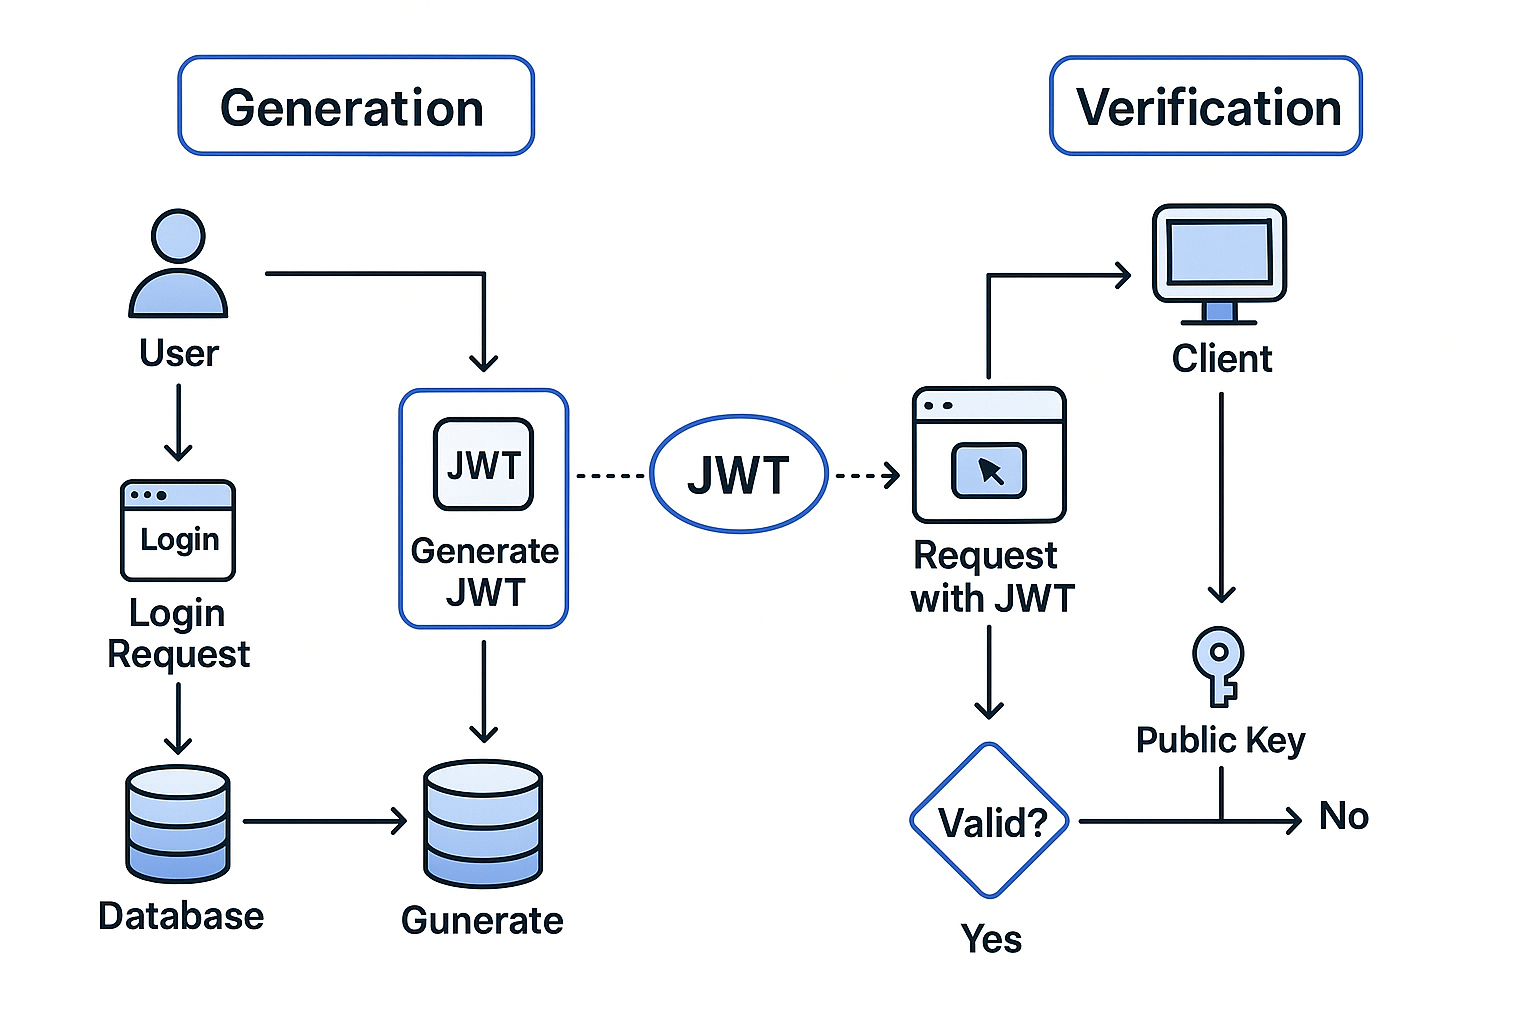 Generation
Verification
User
Client
JWT
Generate
JWT
JWT
Login
Login
Request
Request
with JWT
Public Key
Valid?
No
Database
Gunerate
Yes